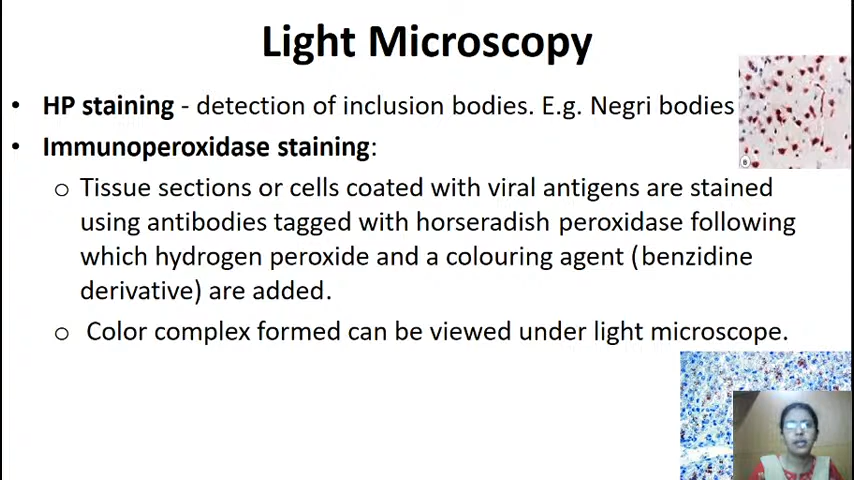 Light Microscopy
• HP staining - detection of inclusion bodies. E.g. Negri bodies
• Immunoperoxidase staining:
o Tissue sections or cells coated with viral antigens are stained
using antibodies tagged with horseradish peroxidase following
which hydrogen peroxide and a colouring agent (benzidine
derivative) are added.
o Color complex formed can be viewed under light microscope.